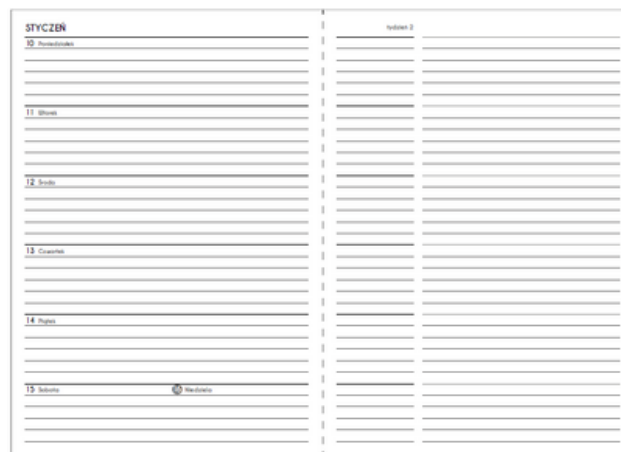 STYCZEŃ
tydzień 2
10 Poniedziałek
11 Wtorek
12 Środa
13 Czwartek
14 Piątek
15 Sobota
16 Niedziela